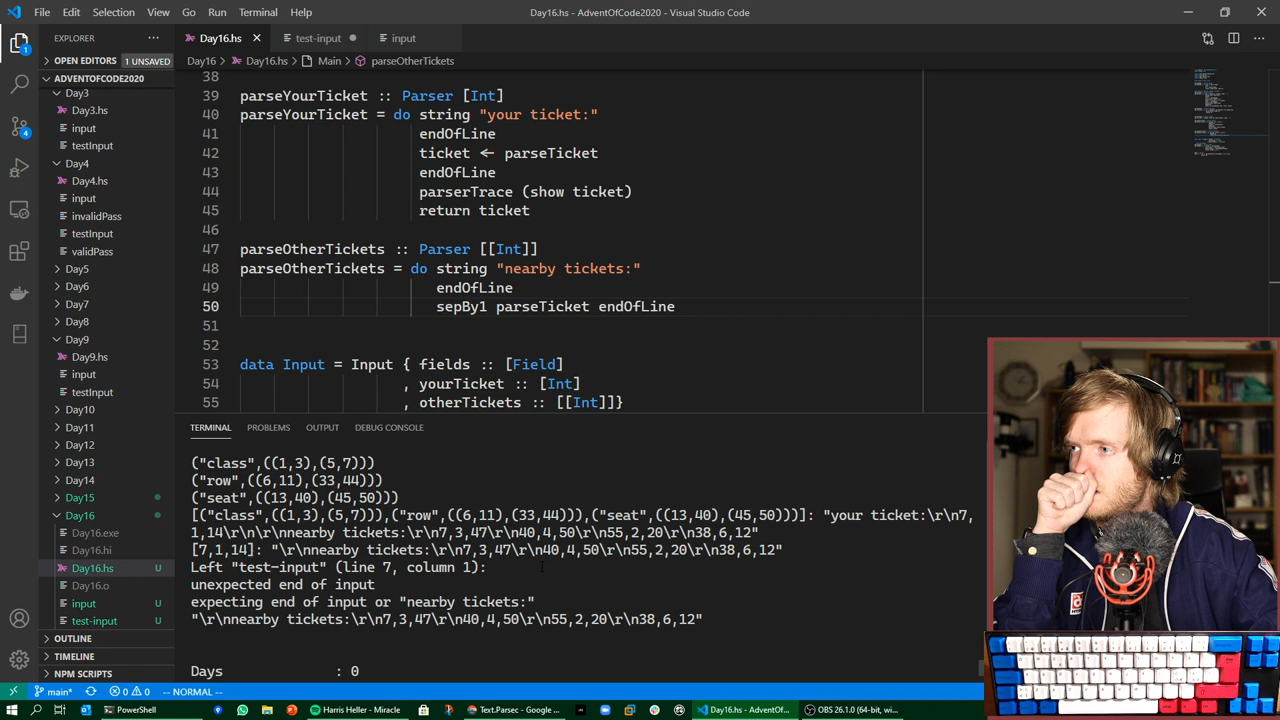 File Edit Selection View Go Run Terminal Help
Day16.hs - AdventOfCode2020 - Visual Studio Code
EXPLORER
Day16.hs test-input input
OPEN EDITORS 1 UNSAVED
Day16 > Day16.hs > Main > parseOtherTickets
ADVENTOFCODE2020
Day3
Day3.hs
input
testInput
Day4
Day4.hs
input
invalidPass
testInput
validPass
Day5
Day6
Day7
Day8
Day9
Day9.hs
input
testInput
Day10
Day11
Day12
Day13
Day14
Day15
Day16
Day16.exe
Day16.hi
Day16.hs U
Day16.o
input U
test-input U
OUTLINE
TIMELINE
NPM SCRIPTS
1
4
38
39 parseYourTicket :: Parser [Int]
40 parseYourTicket = do string "your ticket:"
41 endOfLine
42 ticket ← parseTicket
43 endOfLine
44 parserTrace (show ticket)
45 return ticket
46
47 parseOtherTickets :: Parser [[Int]]
48 parseOtherTickets = do string "nearby tickets:"
49 endOfLine
50 sepBy1 parseTicket endOfLine
51
52
53 data Input = Input { fields :: [Field]
54 , yourTicket :: [Int]
55 , otherTickets :: [[Int]]}
TERMINAL PROBLEMS OUTPUT DEBUG CONSOLE
("class",((1,3),(5,7)))
("row",((6,11),(33,44)))
("seat",((13,40),(45,50)))
[("class",((1,3),(5,7))),("row",((6,11),(33,44))),("seat",((13,40),(45,50)))]: "your ticket:\r\n7,
1,14\r\n\r\nnearby tickets:\r\n7,3,47\r\n40,4,50\r\n55,2,20\r\n38,6,12"
[7,1,14]: "\r\nnearby tickets:\r\n7,3,47\r\n40,4,50\r\n55,2,20\r\n38,6,12"
Left "test-input" (line 7, column 1):
unexpected end of input
expecting end of input or "nearby tickets:"
"\r\nnearby tickets:\r\n7,3,47\r\n40,4,50\r\n55,2,20\r\n38,6,12"
Days : 0
main* 0 0 -- NORMAL --
PowerShell Harris Heller - Miracle Text.Parsec - Google ... Day16.hs - AdventOf... OBS 26.1.0 (64-bit, wi...